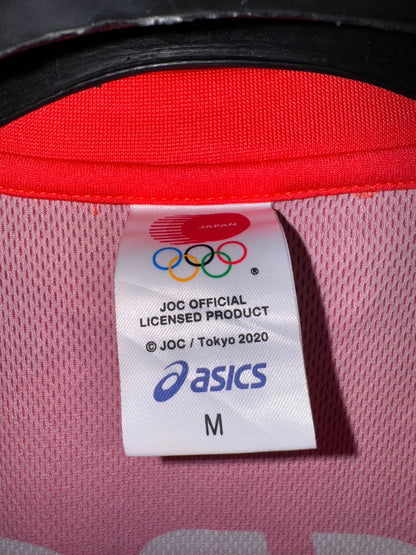 JAPAN
®
JOC OFFICIAL
LICENSED PRODUCT
© JOC / Tokyo 2020
asics
M